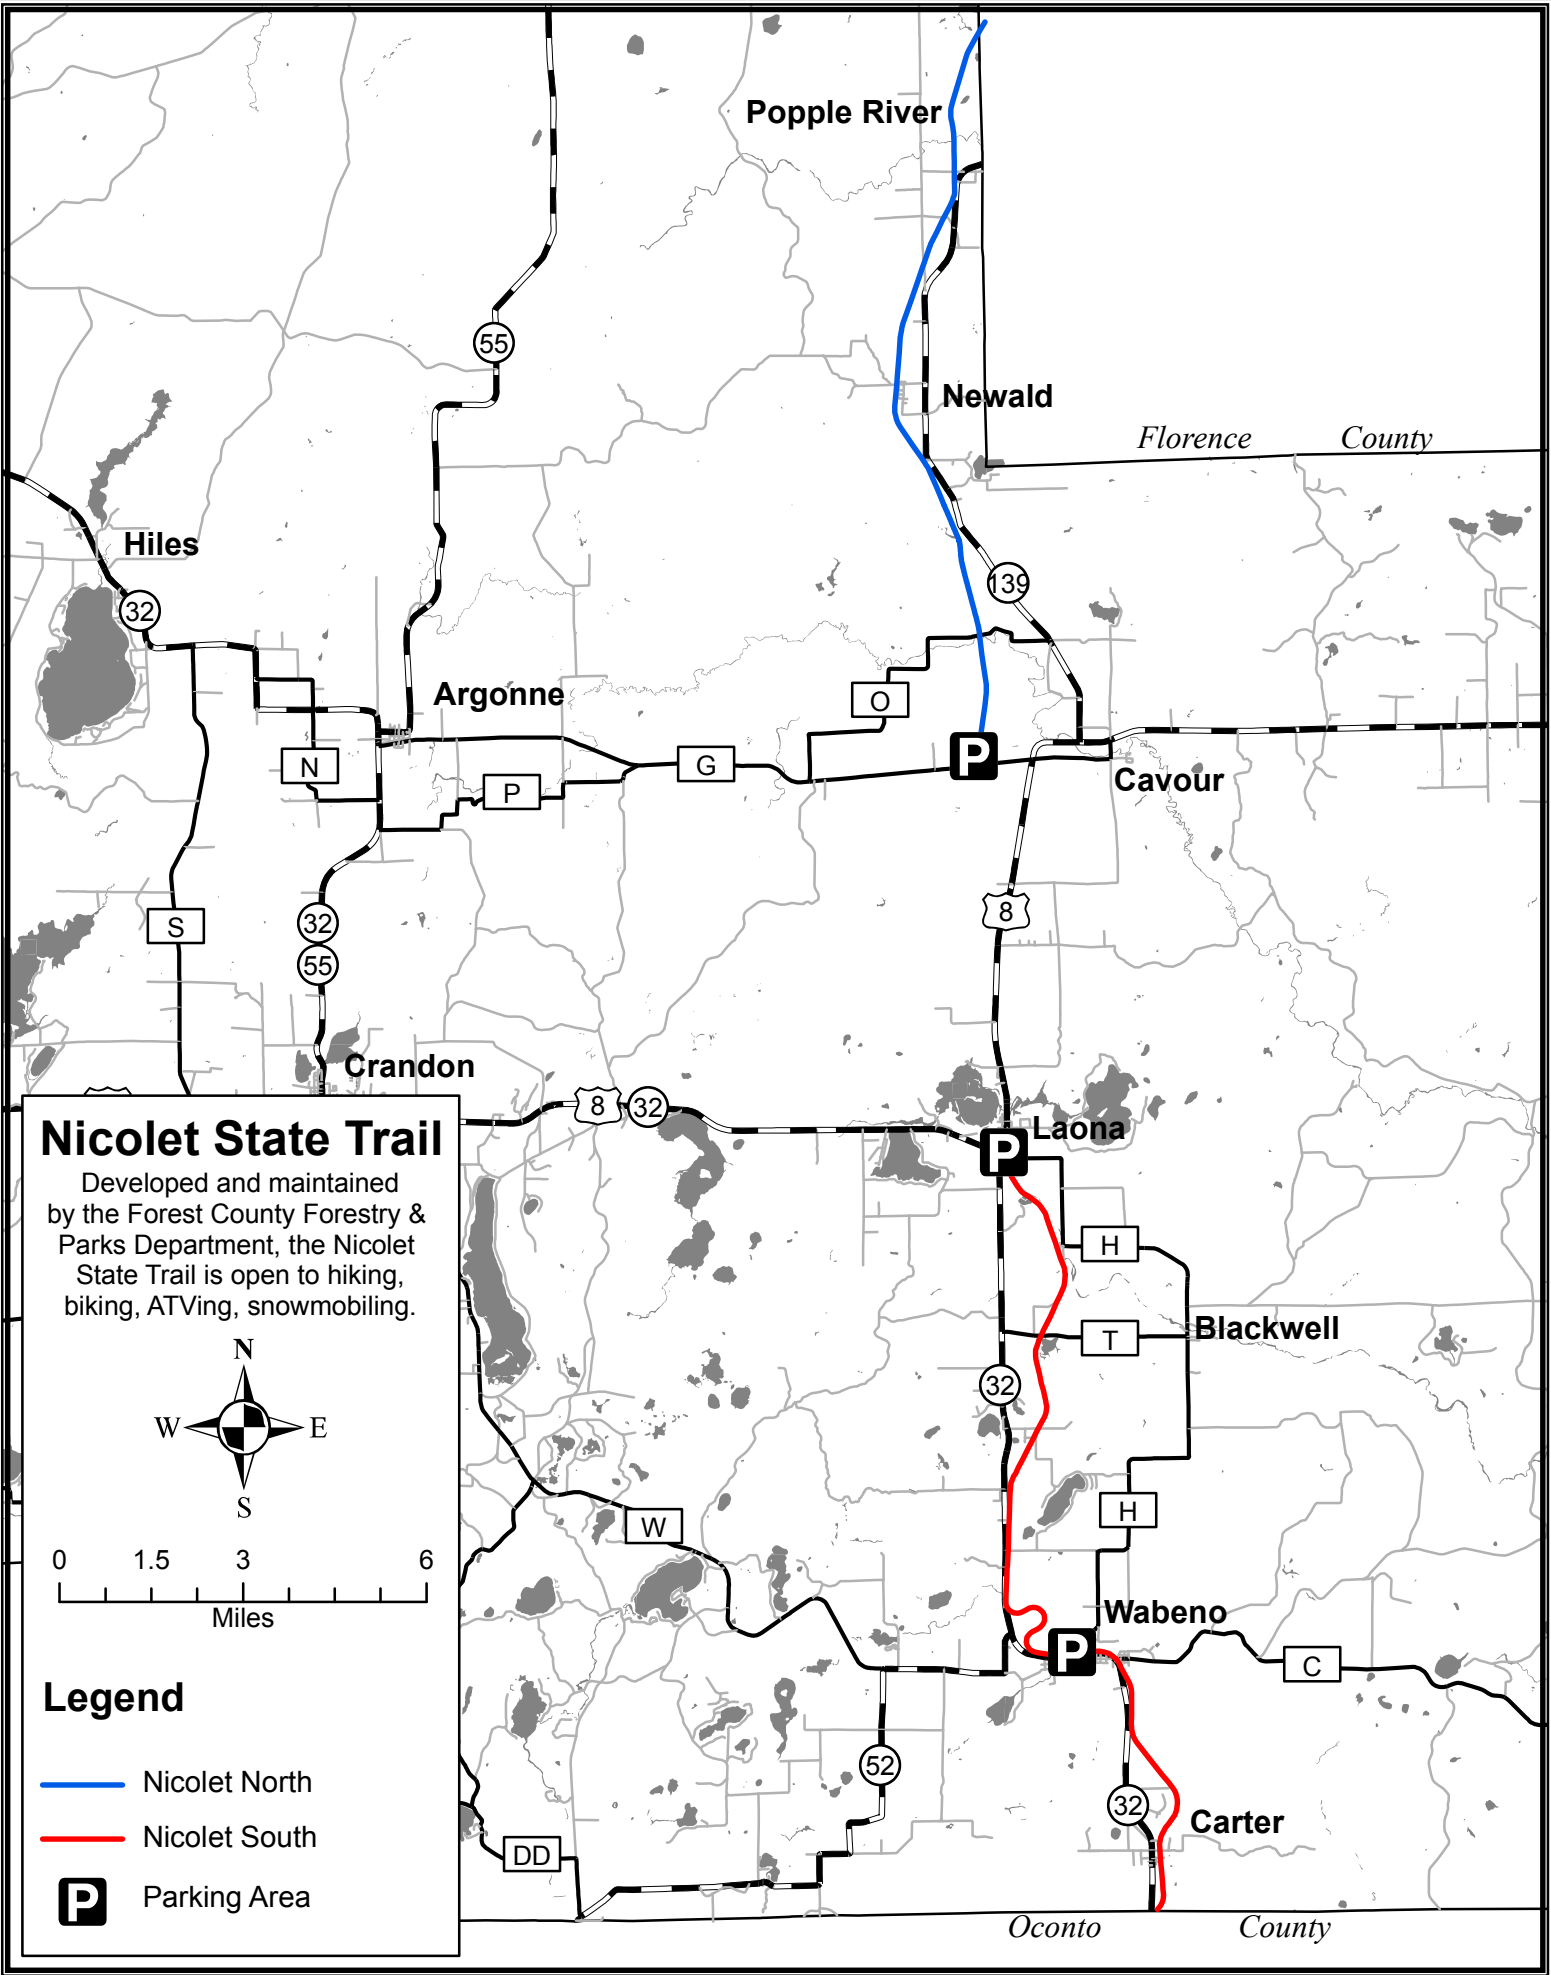 Popple River
55
Newald
Florence County
Hiles
139
32
Argonne
O
N
G
P
Cavour
S
32
8
55
Crandon
8
32
Laona
Nicolet State Trail
Developed and maintained
by the Forest County Forestry &
Parks Department, the Nicolet
State Trail is open to hiking,
biking, ATVing, snowmobiling.
H
Blackwell
T
N
32
W E
S
H
W
0 1.5 3 6
Miles
Wabeno
C
Legend
52
Nicolet North
32
Carter
Nicolet South
DD
P Parking Area
P
P
P
Oconto County